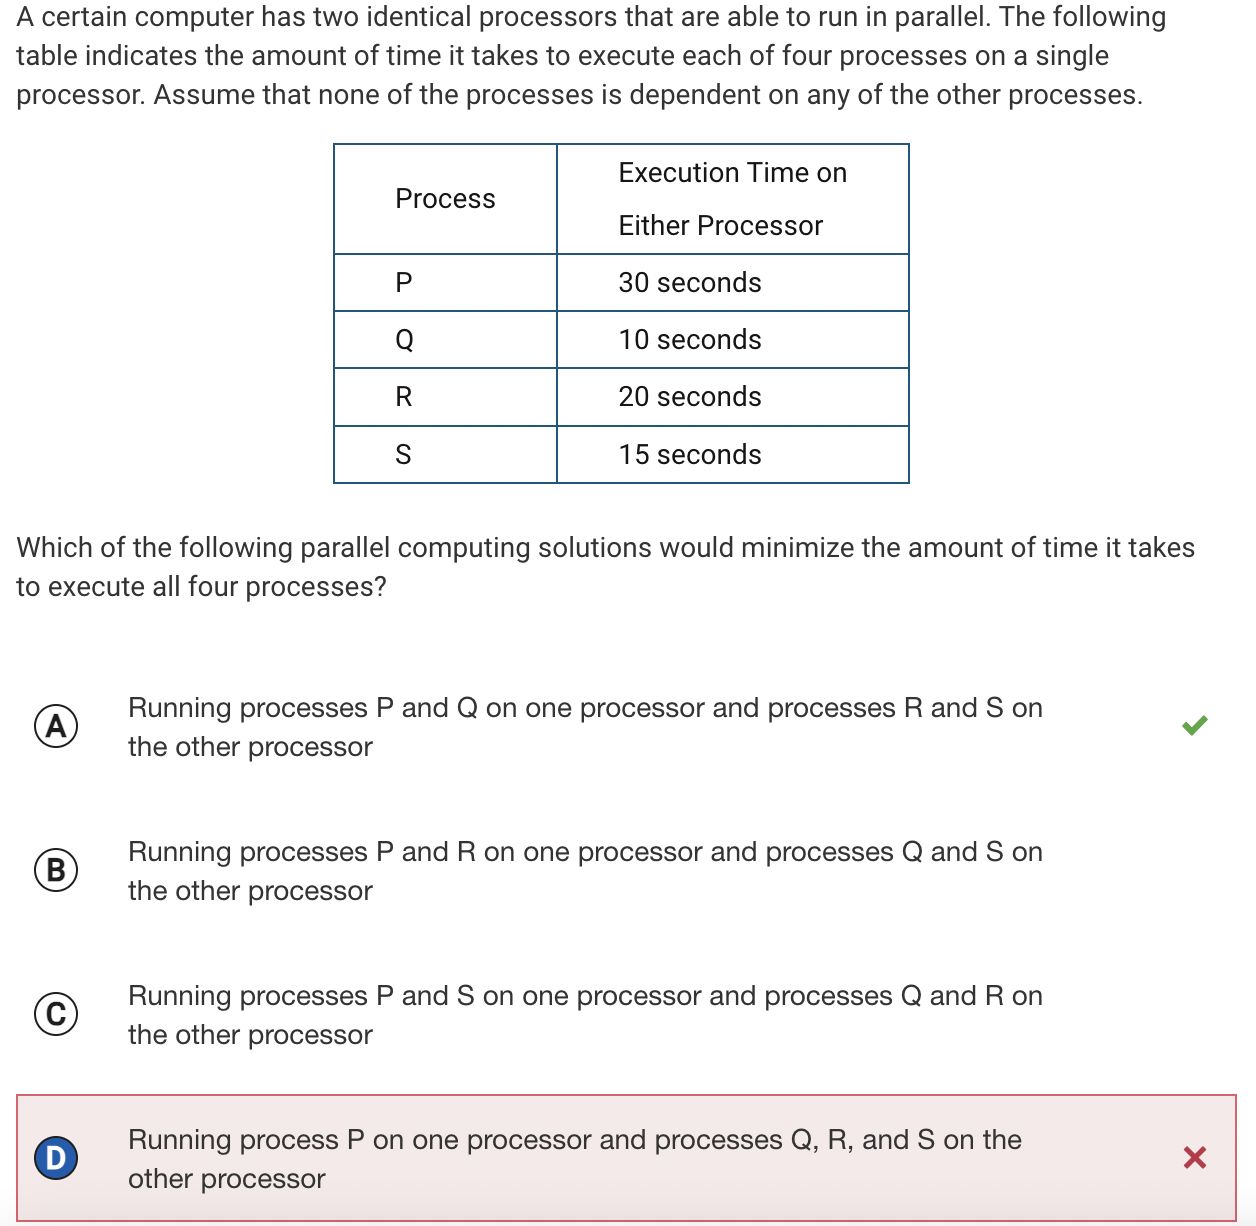 A certain computer has two identical processors that are able to run in parallel. The following
table indicates the amount of time it takes to execute each of four processes on a single
processor. Assume that none of the processes is dependent on any of the other processes.
Process
Execution Time on
Either Processor
P 30 seconds
Q 10 seconds
R 20 seconds
S 15 seconds
Which of the following parallel computing solutions would minimize the amount of time it takes
to execute all four processes?
A Running processes P and Q on one processor and processes R and S on
the other processor
B Running processes P and R on one processor and processes Q and S on
the other processor
C Running processes P and S on one processor and processes Q and R on
the other processor
D Running process P on one processor and processes Q, R, and S on the
other processor